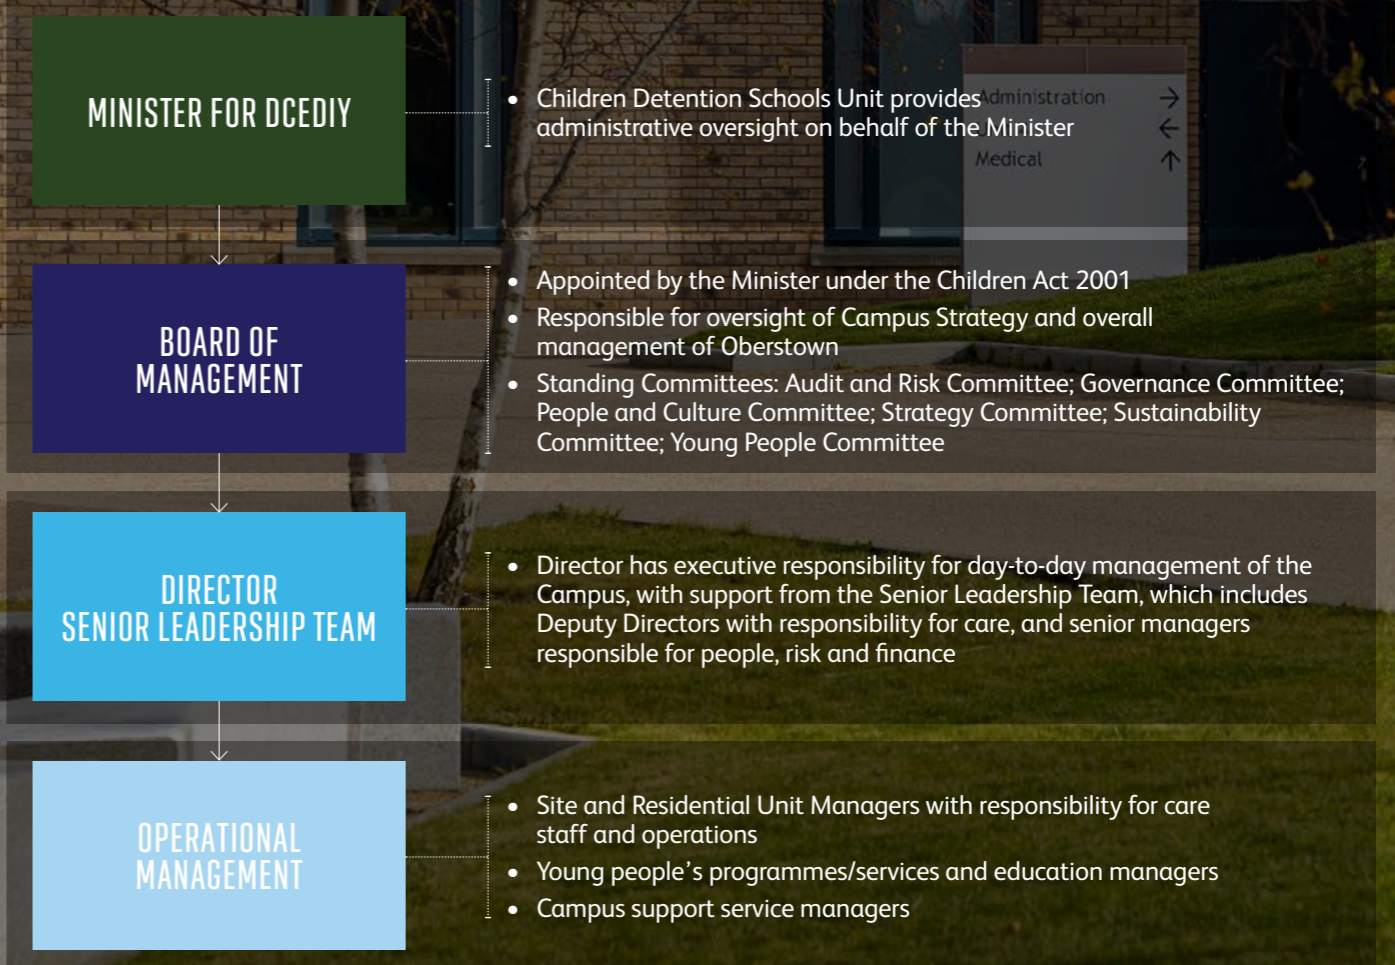 MINISTER FOR DCEDIY
• Children Detention Schools Unit provides
administrative oversight on behalf of the Minister
Administration
Medical
BOARD OF
MANAGEMENT
• Appointed by the Minister under the Children Act 2001
• Responsible for oversight of Campus Strategy and overall
management of Oberstown
• Standing Committees: Audit and Risk Committee; Governance Committee;
People and Culture Committee; Strategy Committee; Sustainability
Committee; Young People Committee
DIRECTOR
SENIOR LEADERSHIP TEAM
• Director has executive responsibility for day-to-day management of the
Campus, with support from the Senior Leadership Team, which includes
Deputy Directors with responsibility for care, and senior managers
responsible for people, risk and finance
OPERATIONAL
MANAGEMENT
• Site and Residential Unit Managers with responsibility for care
staff and operations
• Young people's programmes/services and education managers
• Campus support service managers